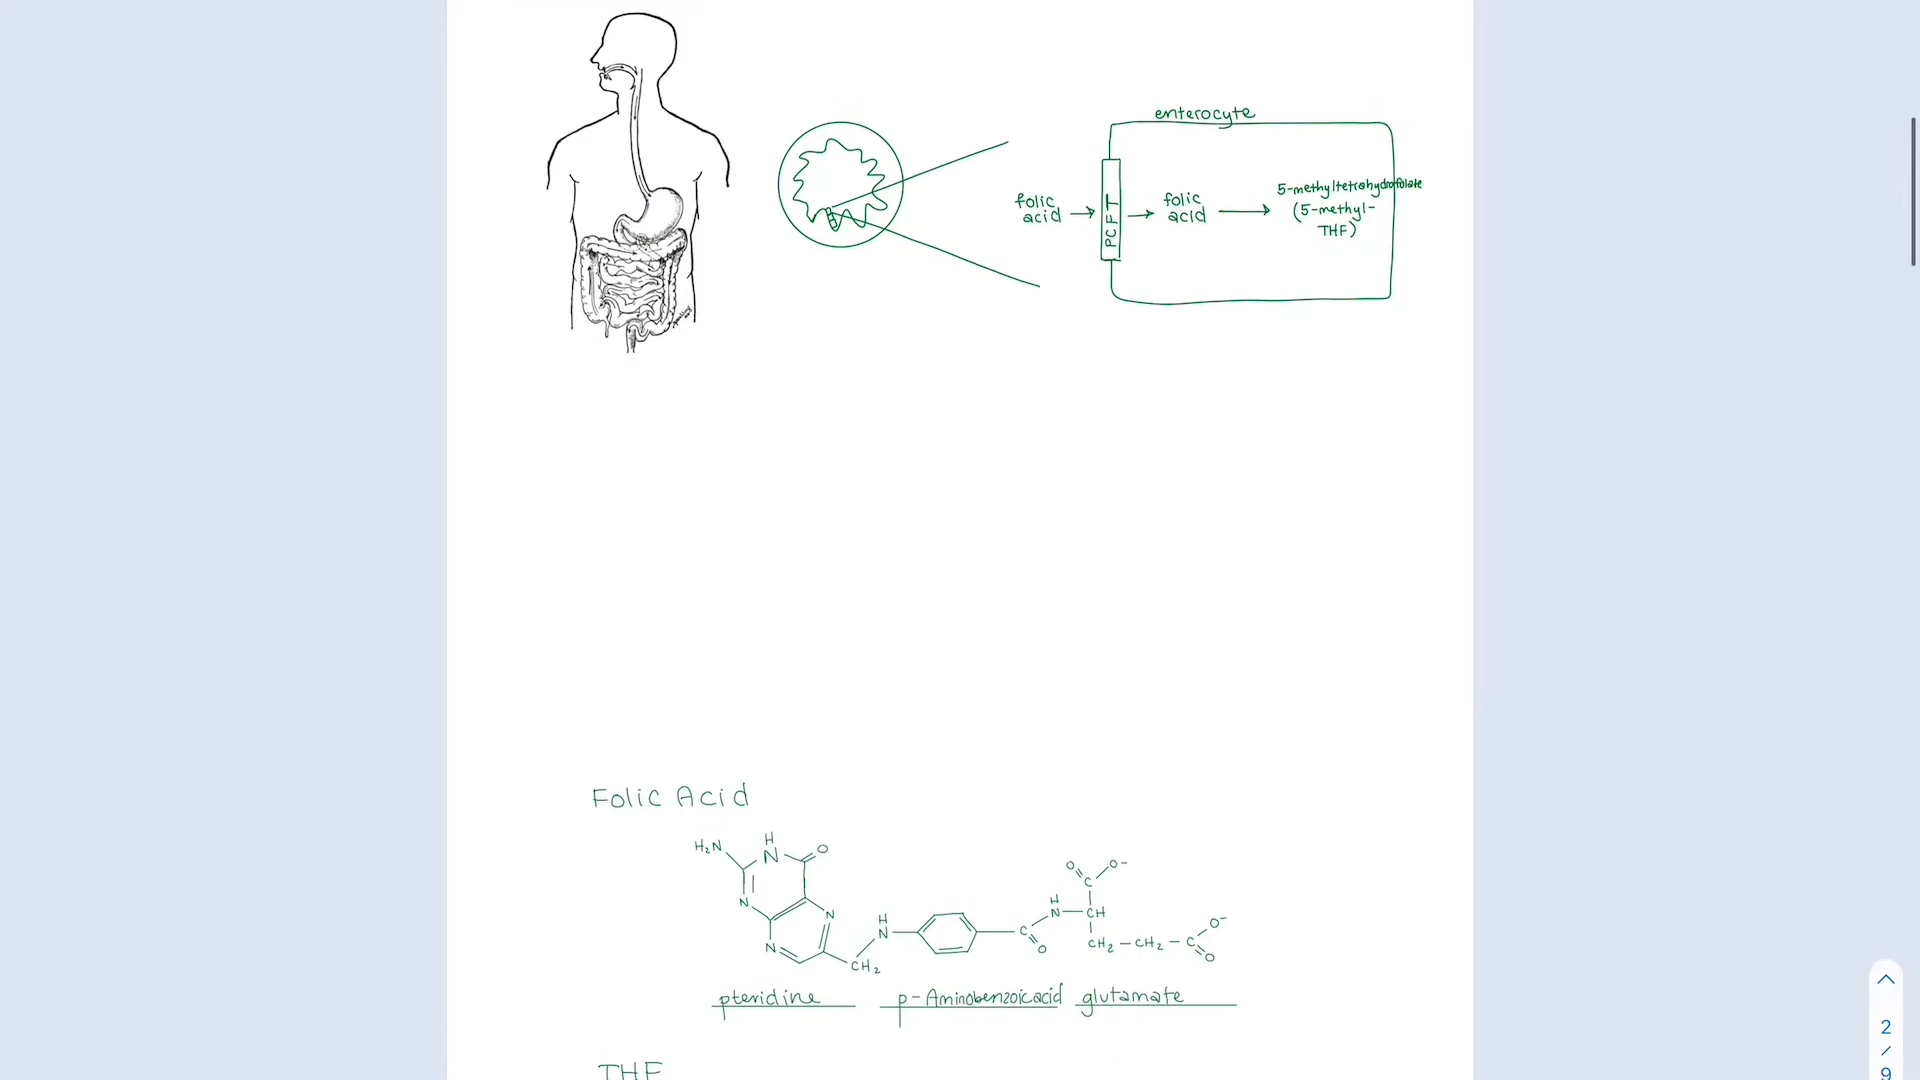 enterocyte
folic
acid
PCFT
folic
acid
5-methyltetrahydrofolate
(5-methyl-
THF)
Folic Acid
H₂N
H
N
O
N
N
N
CH₂
H
N
C
O
H
N
O
C
O-
CH
CH₂-CH₂-C
O-
O
pteridine p-Aminobenzoicacid glutamate
THF
2
/
9